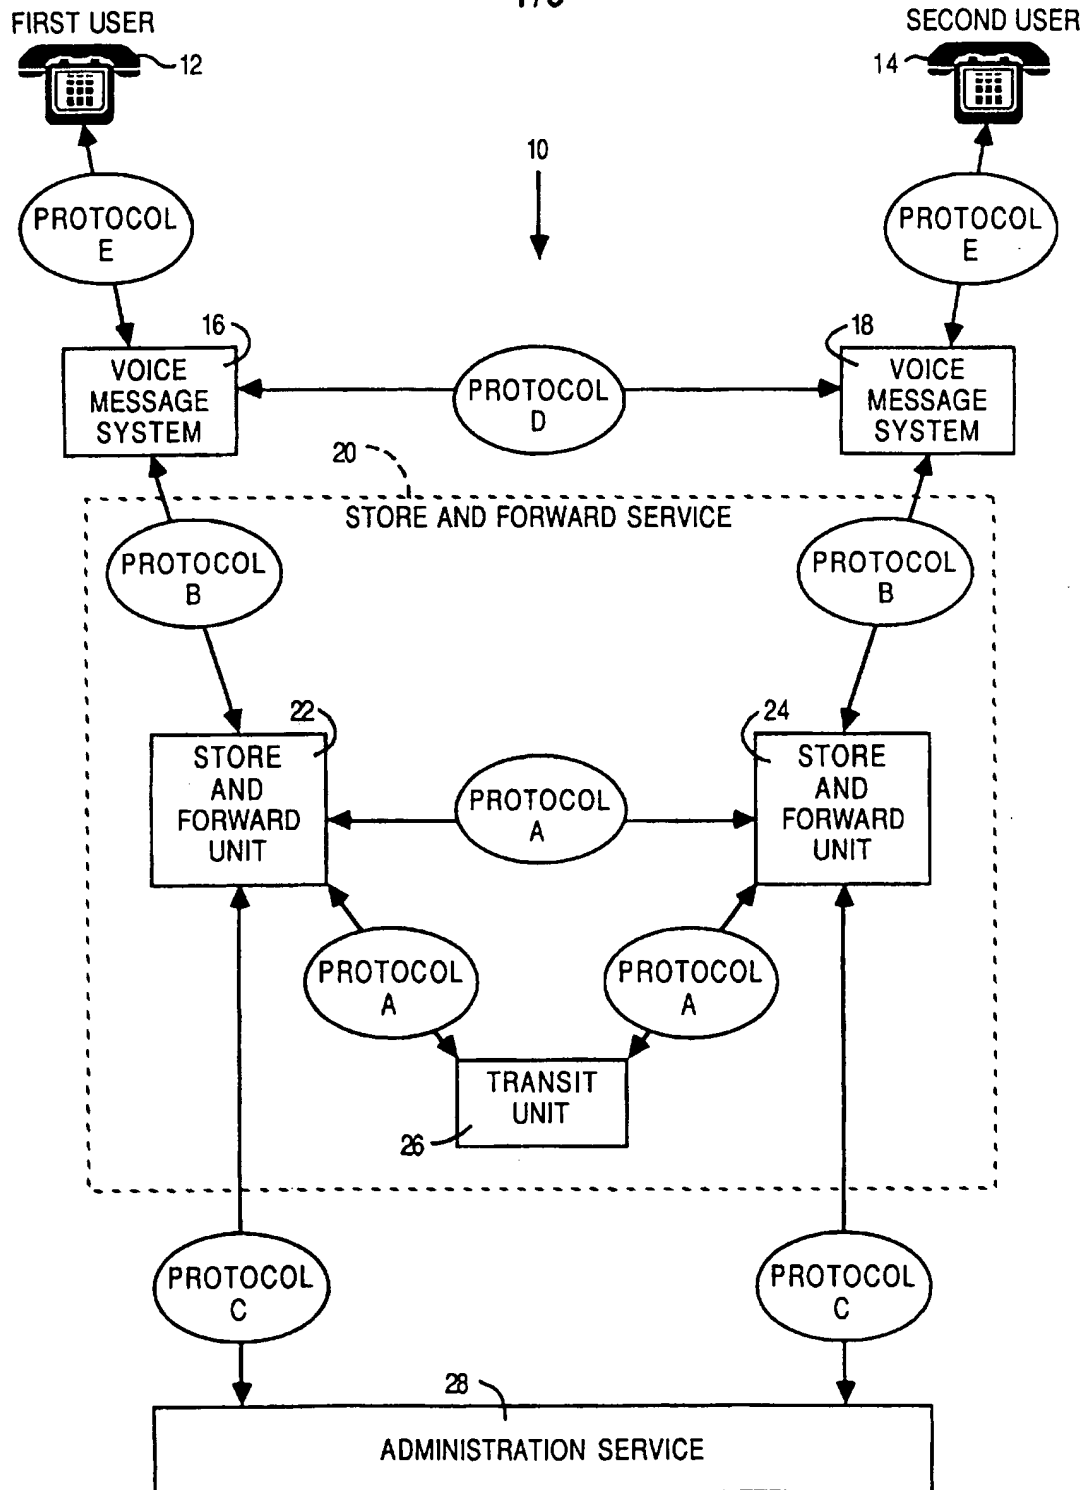 FIRST USER
SECOND USER
12
14
10
PROTOCOL
E
PROTOCOL
E
16
18
VOICE
MESSAGE
SYSTEM
PROTOCOL
D
VOICE
MESSAGE
SYSTEM
20
STORE AND FORWARD SERVICE
PROTOCOL
B
PROTOCOL
B
22
24
STORE
AND
FORWARD
UNIT
PROTOCOL
A
STORE
AND
FORWARD
UNIT
PROTOCOL
A
PROTOCOL
A
TRANSIT
UNIT
26
PROTOCOL
C
PROTOCOL
C
28
ADMINISTRATION SERVICE